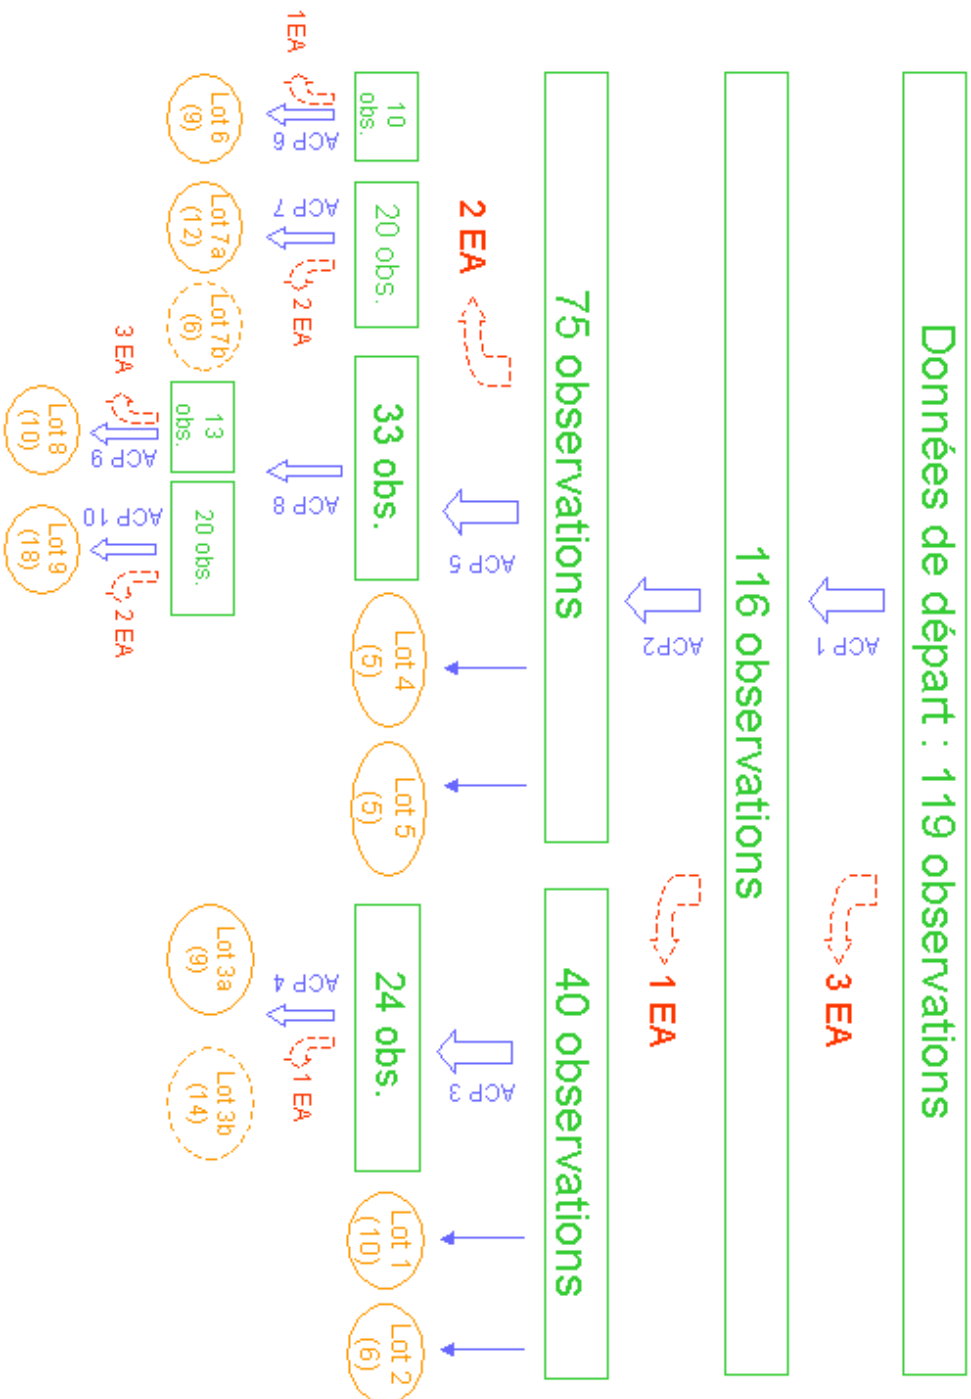 Données de départ : 119 observations
ACP 1
3 EA
116 observations
ACP2
1 EA
75 observations
40 observations
2 EA
ACP 5
ACP 3
10
obs.
20 obs.
33 obs.
Lot 4
(5)
Lot 5
(5)
24 obs.
Lot 1
(10)
Lot 2
(6)
1EA
ACP 6
ACP 7
2 EA
ACP 8
ACP 4
1 EA
Lot 6
(9)
Lot 7a
(12)
Lot 7b
(6)
13
obs.
20 obs.
Lot 3a
(9)
Lot 3b
(14)
3 EA
ACP 9
ACP 10
2 EA
Lot 8
(10)
Lot 9
(18)